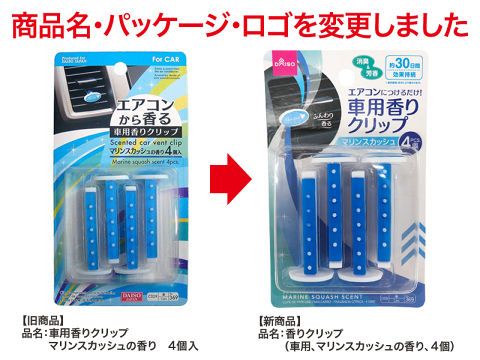 商品名・パッケージ・ロゴを変更しました
For CAR
エアコン
から香る
車用香りクリップ
Scented car vent clip
マリンスカッシュの香り4個入
Marine squash scent 4pcs.
DAISO
JAPAN
DAISO
消臭
&
芳香
約30日間
効果持続
ふんわり
香る
エアコンにつけるだけ!
車用香り
クリップ
マリンスカッシュ
4PCS
個
MARINE SQUASH SCENT
【旧商品】
品名:車用香りクリップ
マリンスカッシュの香り 4個入
【新商品】
品名:香りクリップ
(車用、マリンスカッシュの香り、4個)